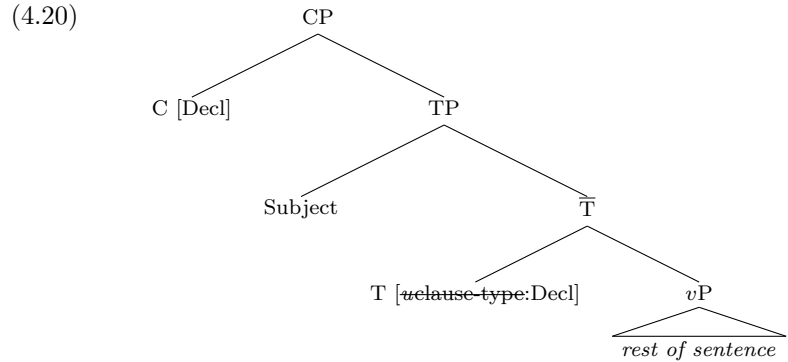 (4.20)
CP
C [Decl]
TP
Subject
T̅
T [uclause-type:Decl]
vP
rest of sentence